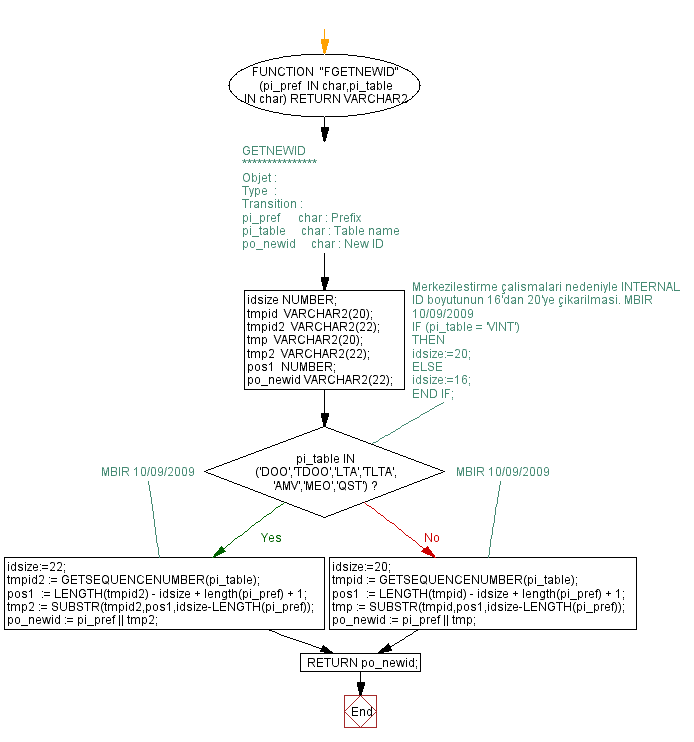 FUNCTION "FGETNEWID"
(pi_pref IN char,pi_table
IN char) RETURN VARCHAR2
GETNEWID
***************
Objet :
Type :
Transition :
pi_pref char : Prefix
pi_table char : Table name
po_newid char : New ID
idsize NUMBER;
tmpid VARCHAR2(20);
tmpid2 VARCHAR2(22);
tmp VARCHAR2(20);
tmp2 VARCHAR2(22);
pos1 NUMBER;
po_newid VARCHAR2(22);
Merkezilestirme çalismalari nedeniyle INTERNAL
ID boyutunun 16'dan 20'ye çikarilmasi. MBIR
10/09/2009
IF (pi_table = 'VINT')
THEN
idsize:=20;
ELSE
idsize:=16;
END IF;
pi_table IN
('DOO','TDOO','LTA','TLTA',
'AMV','MEO','QST') ?
MBIR 10/09/2009
MBIR 10/09/2009
Yes
No
idsize:=22;
tmpid2 := GETSEQUENCENUMBER(pi_table);
pos1 := LENGTH(tmpid2) - idsize + length(pi_pref) + 1;
tmp2 := SUBSTR(tmpid2,pos1,idsize-LENGTH(pi_pref));
po_newid := pi_pref || tmp2;
idsize:=20;
tmpid := GETSEQUENCENUMBER(pi_table);
pos1 := LENGTH(tmpid) - idsize + length(pi_pref) + 1;
tmp := SUBSTR(tmpid,pos1,idsize-LENGTH(pi_pref));
po_newid := pi_pref || tmp;
RETURN po_newid;
End